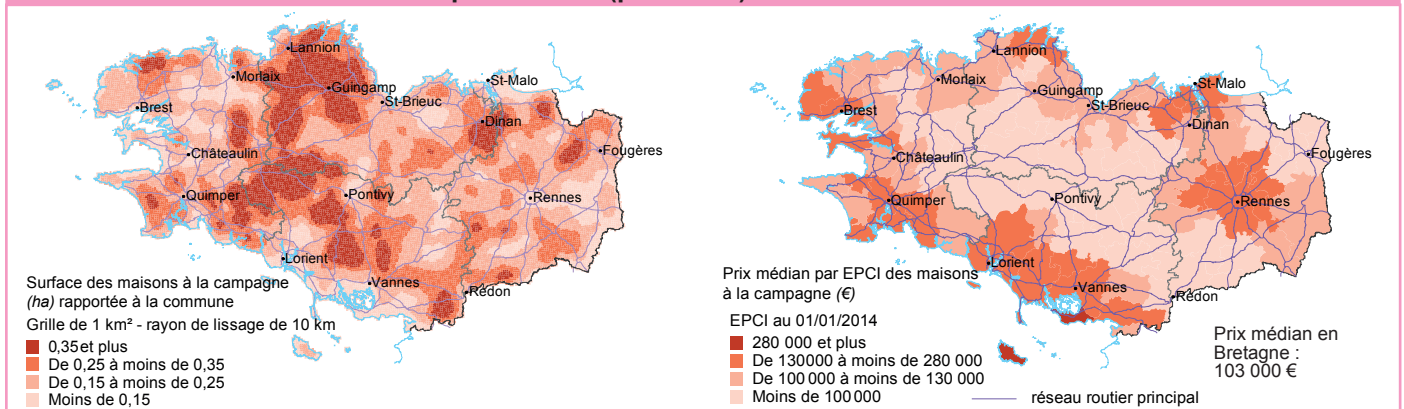 Lannion
Morlaix
Guingamp
St-Malo
Brest
St-Brieuc
Dinan
Châteaulin
Fougères
Quimper
Pontivy
Rennes
Lorient
Vannes
Redon
Surface des maisons à la campagne
(ha) rapportée à la commune
Grille de 1 km² - rayon de lissage de 10 km
0,35 et plus
De 0,25 à moins de 0,35
De 0,15 à moins de 0,25
Moins de 0,15
Lannion
Morlaix
Guingamp
St-Malo
Brest
St-Brieuc
Dinan
Châteaulin
Fougères
Quimper
Pontivy
Rennes
Lorient
Vannes
Redon
Prix médian par EPCI des maisons
à la campagne (€)
EPCI au 01/01/2014
280 000 et plus
De 130000 à moins de 280 000
De 100 000 à moins de 130 000
Moins de 100 000
réseau routier principal
Prix médian en
Bretagne :
103 000 €